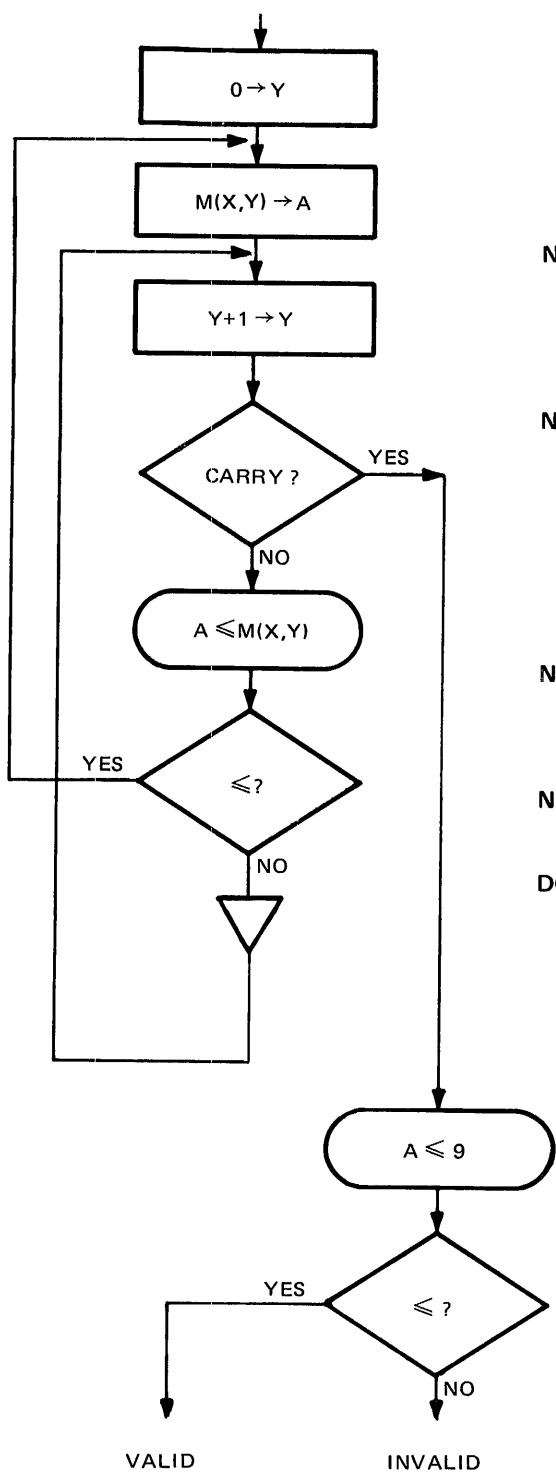 0→Y
M(X,Y)→A
N
Y+1→Y
N
CARRY ?
YES
NO
A ⩽M(X,Y)
N
YES
⩽?
N
NO
D
A ⩽ 9
YES
⩽ ?
NO
VALID
INVALID